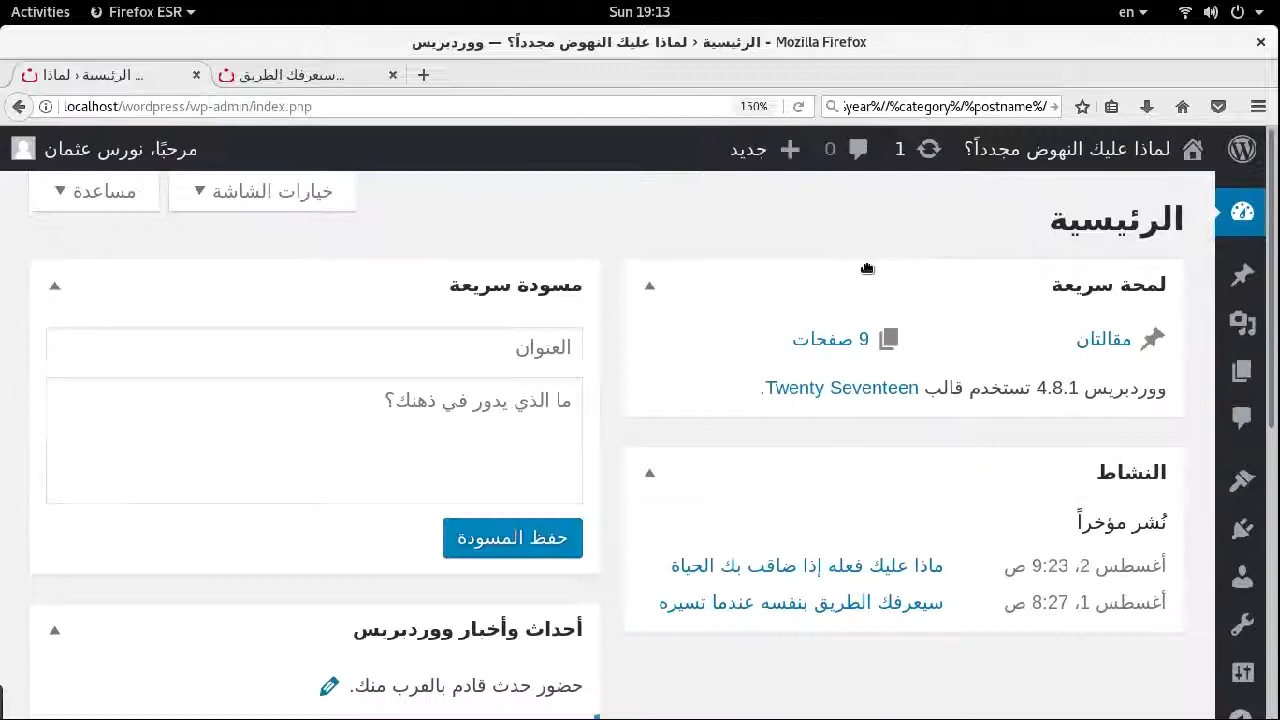 Activities Firefox ESR Sun 19:13 en
الرئيسية ‹ لماذا عليك النهوض مجدداً؟ — ووردبريس - Mozilla Firefox
الرئيسية ‹ لماذا ...
سيعرفك الطريق...
localhost/wordpress/wp-admin/index.php 150% year%//%category%/%postname%/
لماذا عليك النهوض مجدداً؟ 1 0 جديد
مرحبًا، نورس عثمان
خيارات الشاشة مساعدة
الرئيسية
لمحة سريعة
مقالتان 9 صفحات
ووردبريس 4.8.1 تستخدم قالب Twenty Seventeen.
النشاط
نُشر مؤخراً
أغسطس 2، 9:23 ص ماذا عليك فعله إذا ضاقت بك الحياة
أغسطس 1، 8:27 ص سيعرفك الطريق بنفسه عندما تسيره
مسودة سريعة
العنوان
ما الذي يدور في ذهنك؟
حفظ المسودة
أحداث وأخبار ووردبريس
حضور حدث قادم بالقرب منك.